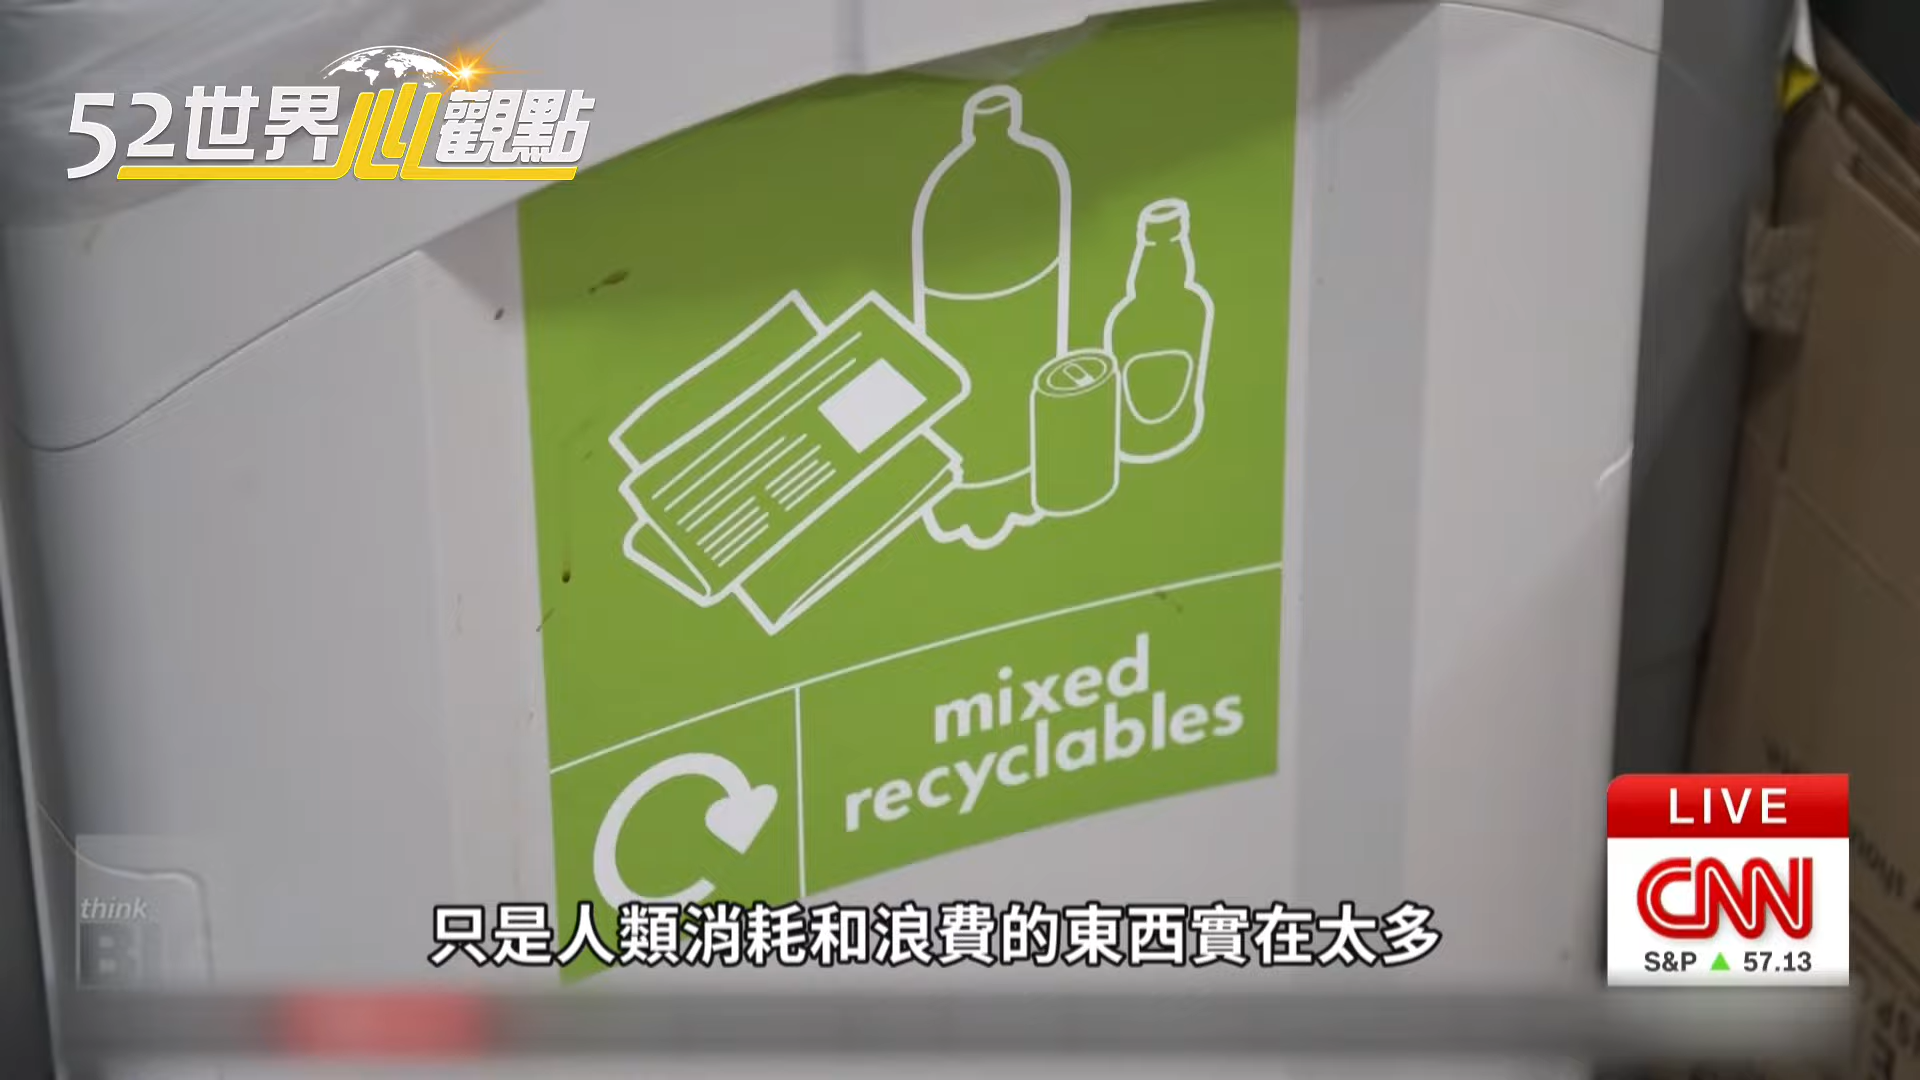 52世界心觀點
mixed
recyclables
think
只是人類消耗和浪費的東西實在太多
LIVE
CNN
S&P ▲ 57.13